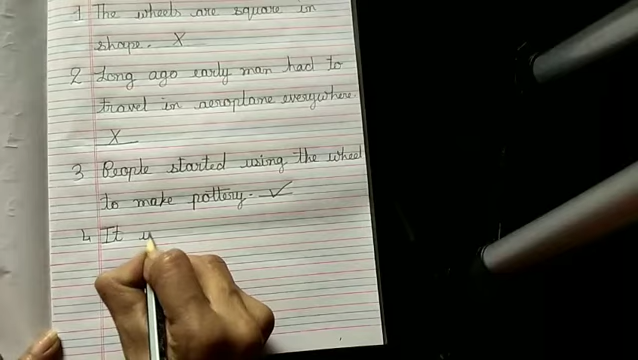 1 The wheels are square in
shape. X
2 Long ago early man had to
travel in aeroplane everywhere.
X
3 People started using the wheel
to make pottery. ✓
4 It